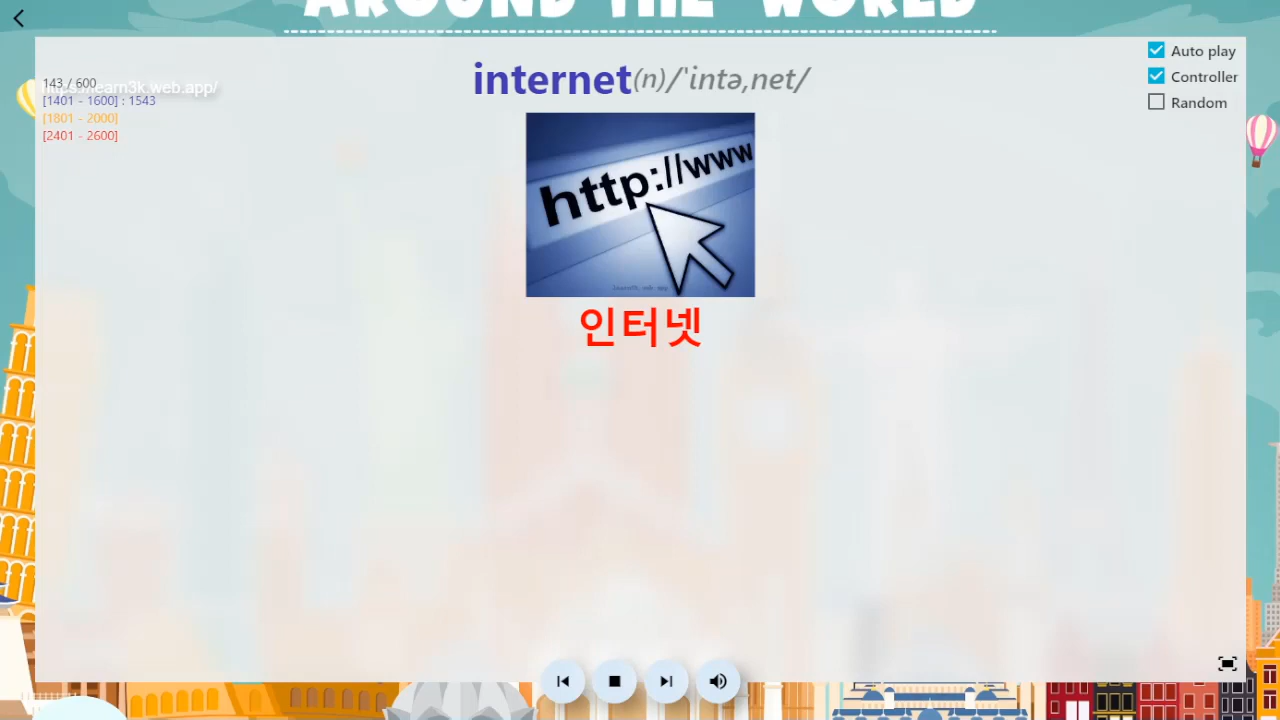 AROUND THE WORLD
Auto play
Controller
Random
143 / 600
https://learn3k.web.app/
[1401 - 1600] : 1543
[1801 - 2000]
[2401 - 2600]
internet(n)/ˈintəˌnet/
http://www
인터넷